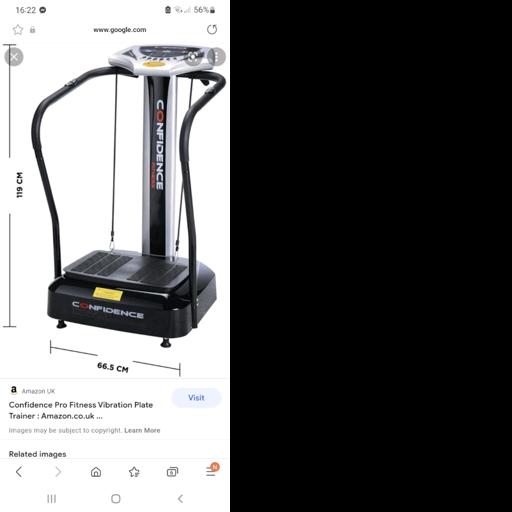 16:22
56%
www.google.com
CONFIDENCE
FITNESS
119 CM
CONFIDENCE
66.5 CM
a Amazon UK
Confidence Pro Fitness Vibration Plate
Trainer : Amazon.co.uk ...
Visit
Images may be subject to copyright. Learn More
Related images
6
N